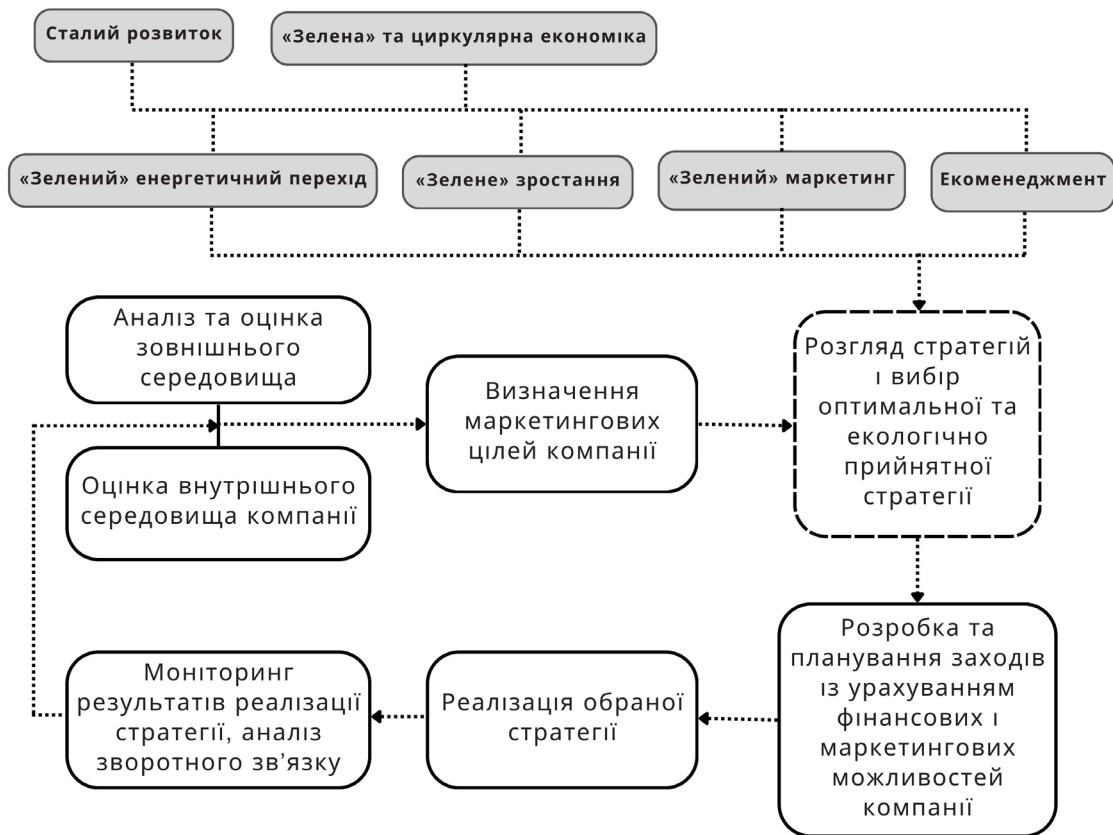 Сталий розвиток
«Зелена» та циркулярна економіка
«Зелений» енергетичний перехід
«Зелене» зростання
«Зелений» маркетинг
Екоменеджмент
Аналіз та оцінка
зовнішнього
середовища
Оцінка внутрішнього
середовища компанії
Визначення
маркетингових
цілей компанії
Розгляд стратегій
і вибір
оптимальної та
екологічно
прийнятної
стратегії
Розробка та
планування заходів
із урахуванням
фінансових і
маркетингових
можливостей
компанії
Реалізація обраної
стратегії
Моніторинг
результатів реалізації
стратегії, аналіз
зворотного зв’язку